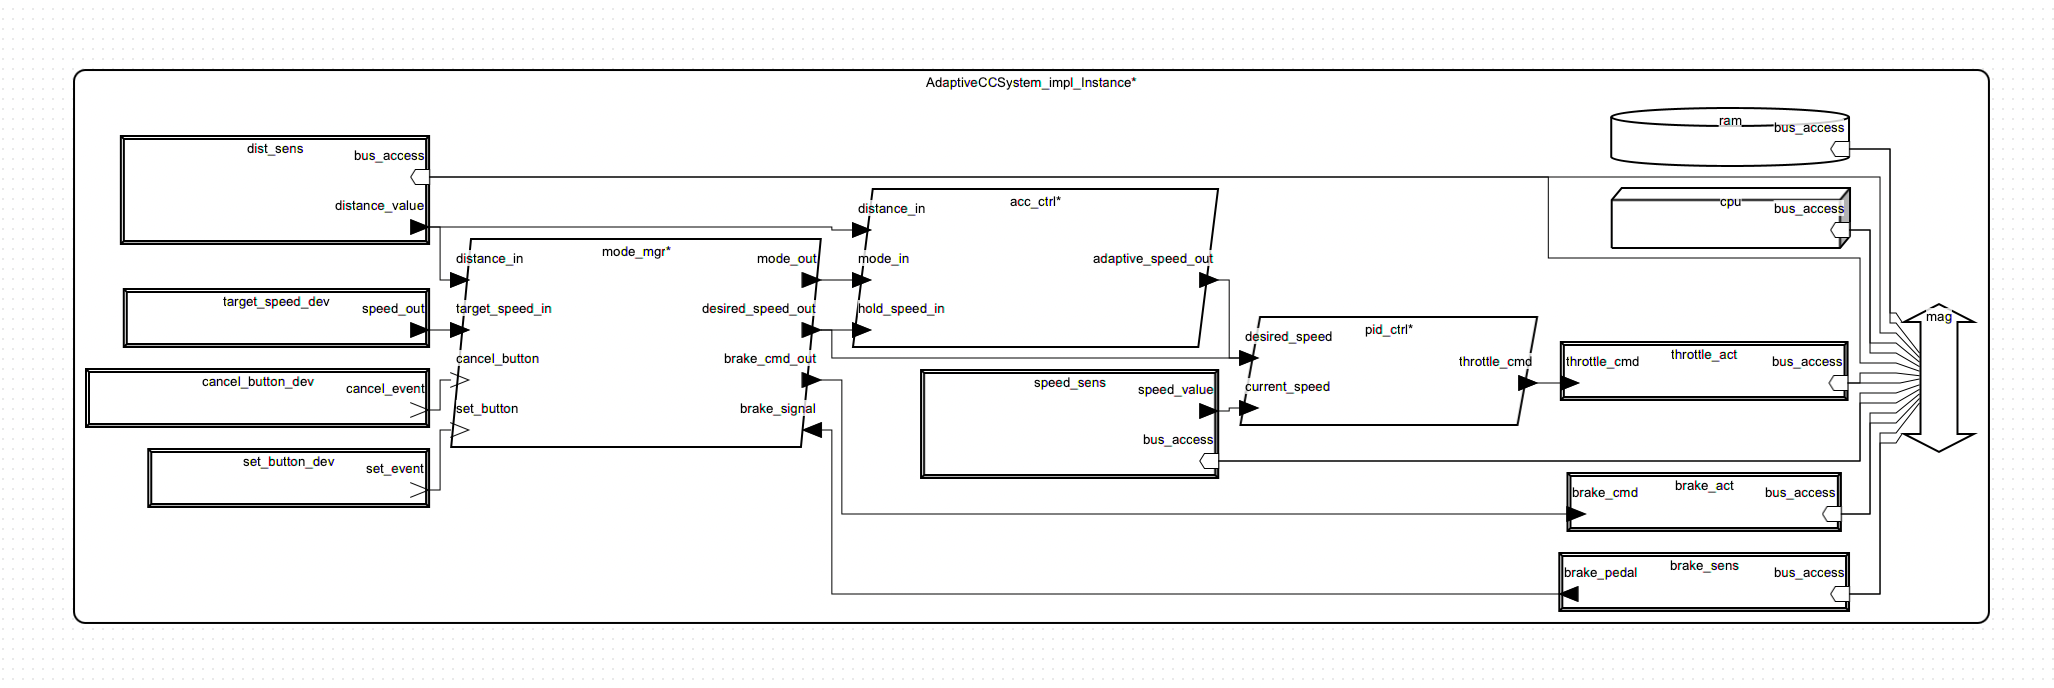 AdaptiveCCSystem_impl_Instance*
dist_sens
bus_access
distance_value
target_speed_dev
speed_out
cancel_button_dev
cancel_event
set_button_dev
set_event
mode_mgr*
distance_in
target_speed_in
cancel_button
set_button
mode_out
desired_speed_out
brake_cmd_out
brake_signal
acc_ctrl*
distance_in
mode_in
hold_speed_in
adaptive_speed_out
speed_sens
speed_value
bus_access
pid_ctrl*
desired_speed
current_speed
throttle_cmd
ram
bus_access
cpu
bus_access
throttle_act
throttle_cmd
bus_access
brake_act
brake_cmd
bus_access
brake_sens
brake_pedal
bus_access
mag